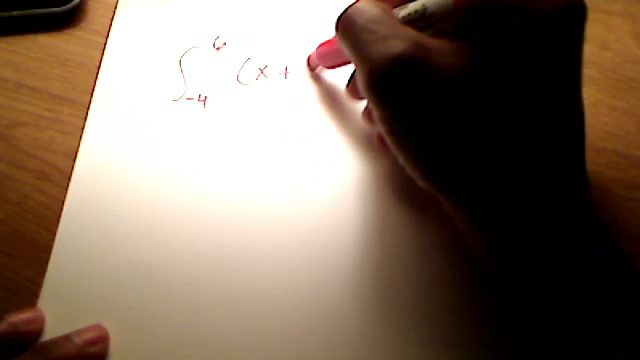 ∫_{-4}^{6} (x +